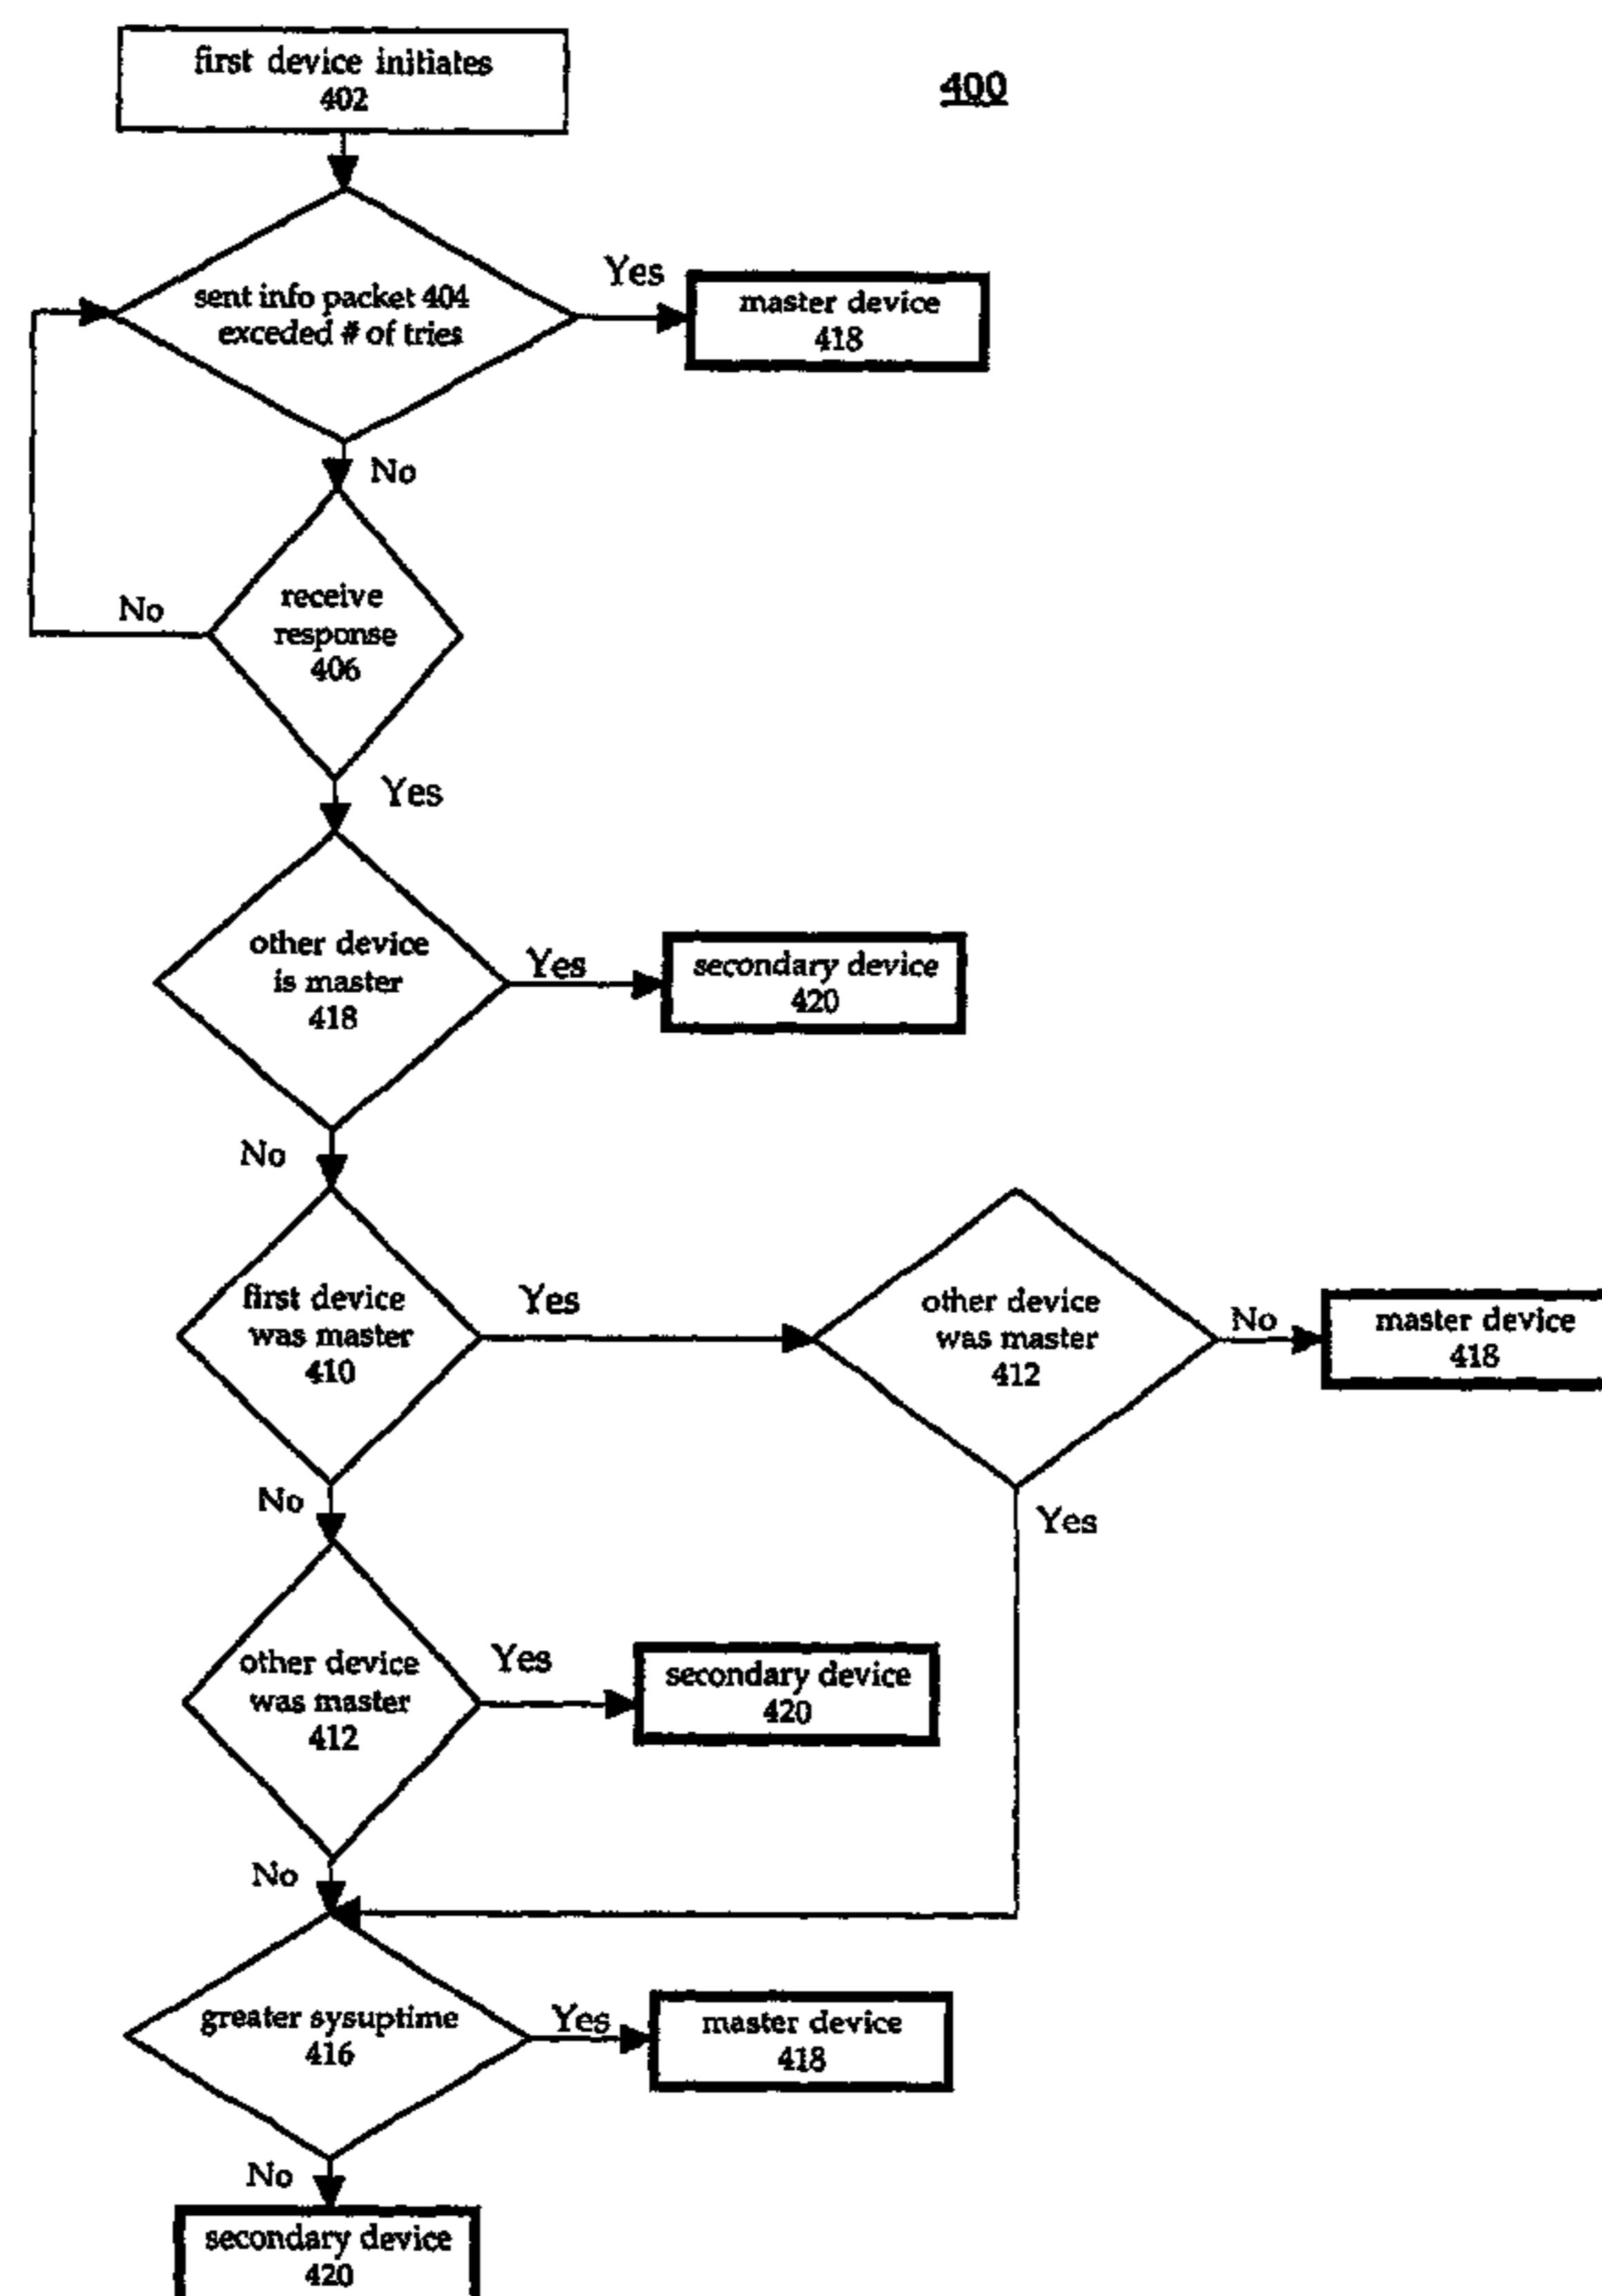 first device initiates
402
400
sent info packet 404
exceded # of tries
Yes
master device
418
No
receive
response
406
No
Yes
other device
is master
418
Yes
secondary device
420
No
first device
was master
410
Yes
other device
was master
412
No
master device
418
Yes
No
other device
was master
412
Yes
secondary device
420
No
greater sysuptime
416
Yes
master device
418
No
secondary device
420